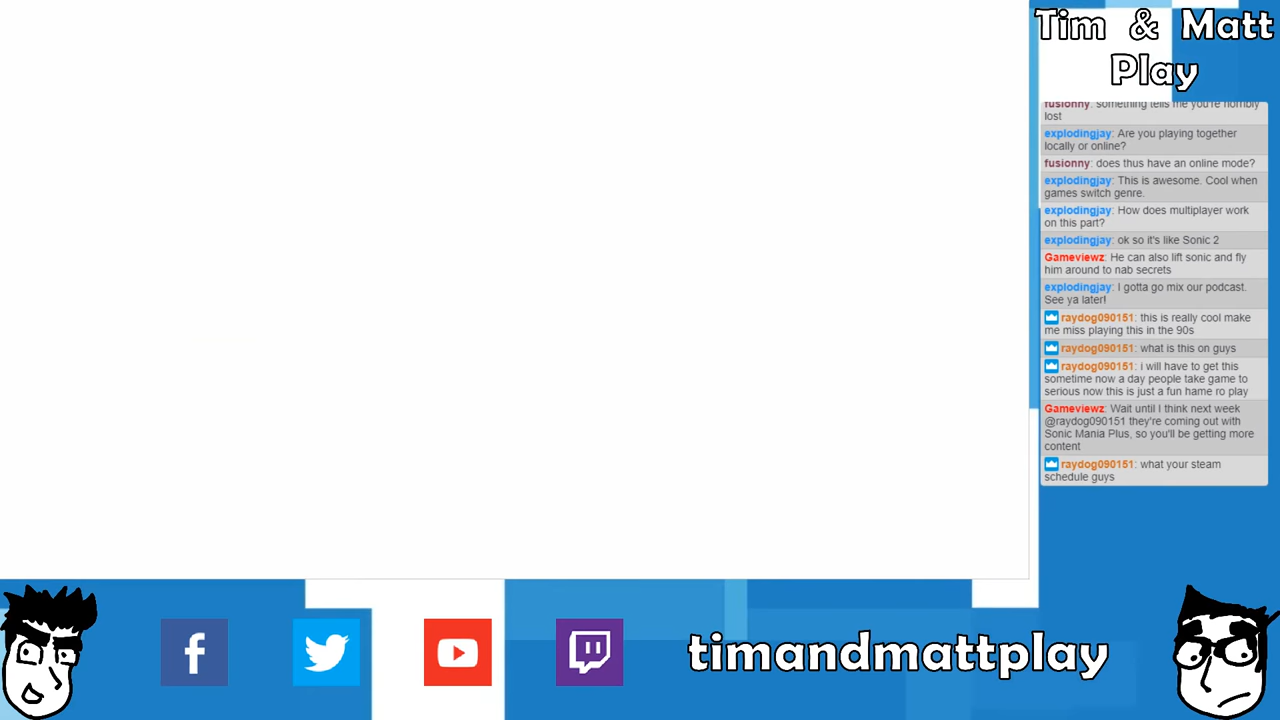 Tim & Matt
Play
fusionny: something tells me you're horribly
lost
explodingjay: Are you playing together
locally or online?
fusionny: does thus have an online mode?
explodingjay: This is awesome. Cool when
games switch genre.
explodingjay: How does multiplayer work
on this part?
explodingjay: ok so it's like Sonic 2
Gameviewz: He can also lift sonic and fly
him around to nab secrets
explodingjay: I gotta go mix our podcast.
See ya later!
raydog090151: this is really cool make
me miss playing this in the 90s
raydog090151: what is this on guys
raydog090151: i will have to get this
sometime now a day people take game to
serious now this is just a fun hame ro play
Gameviewz: Wait until I think next week
@raydog090151 they're coming out with
Sonic Mania Plus, so you'll be getting more
content
raydog090151: what your steam
schedule guys
timandmattplay